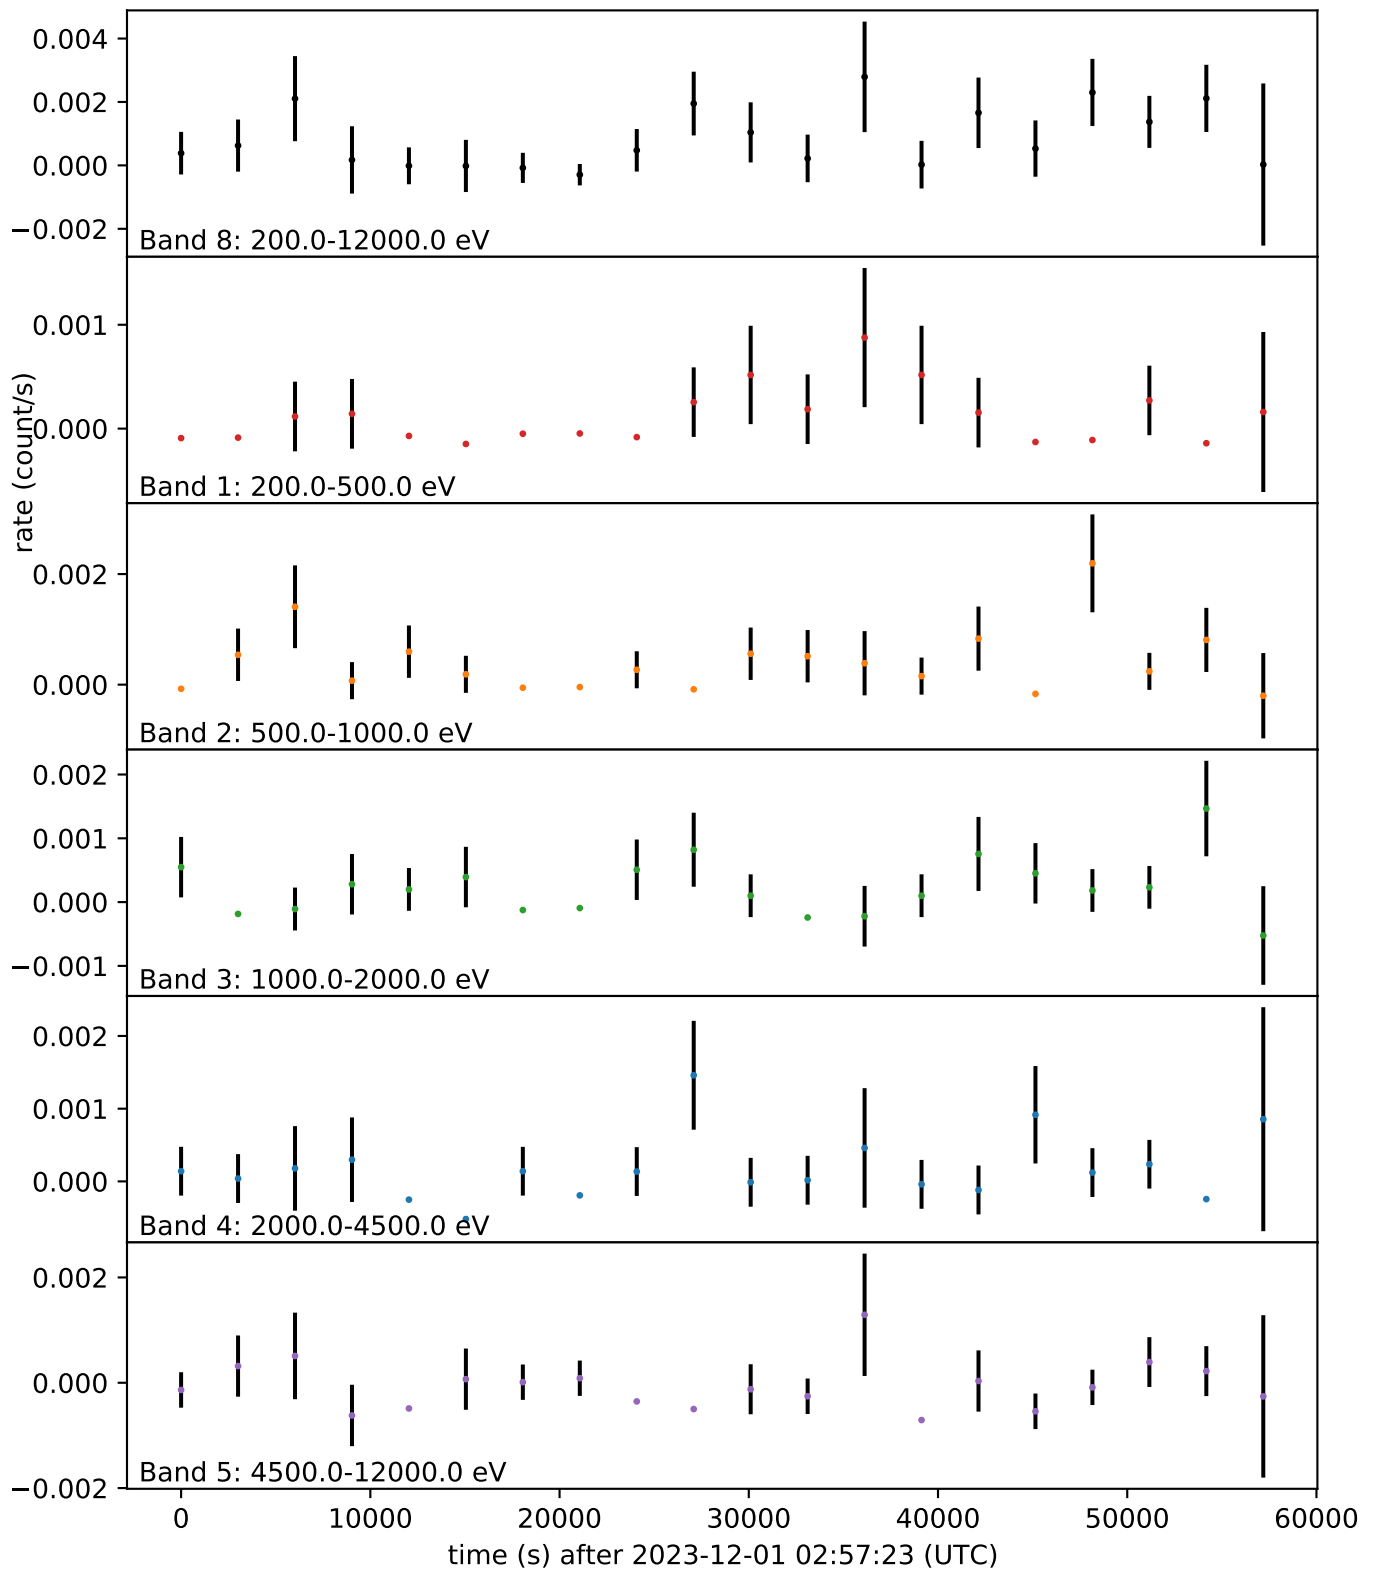 0.004
0.002
0.000
−0.002
Band 8: 200.0-12000.0 eV
0.001
0.000
Band 1: 200.0-500.0 eV
rate (count/s)
0.002
0.000
Band 2: 500.0-1000.0 eV
0.002
0.001
0.000
−0.001
Band 3: 1000.0-2000.0 eV
0.002
0.001
0.000
Band 4: 2000.0-4500.0 eV
0.002
0.000
−0.002
Band 5: 4500.0-12000.0 eV
0 10000 20000 30000 40000 50000 60000
time (s) after 2023-12-01 02:57:23 (UTC)